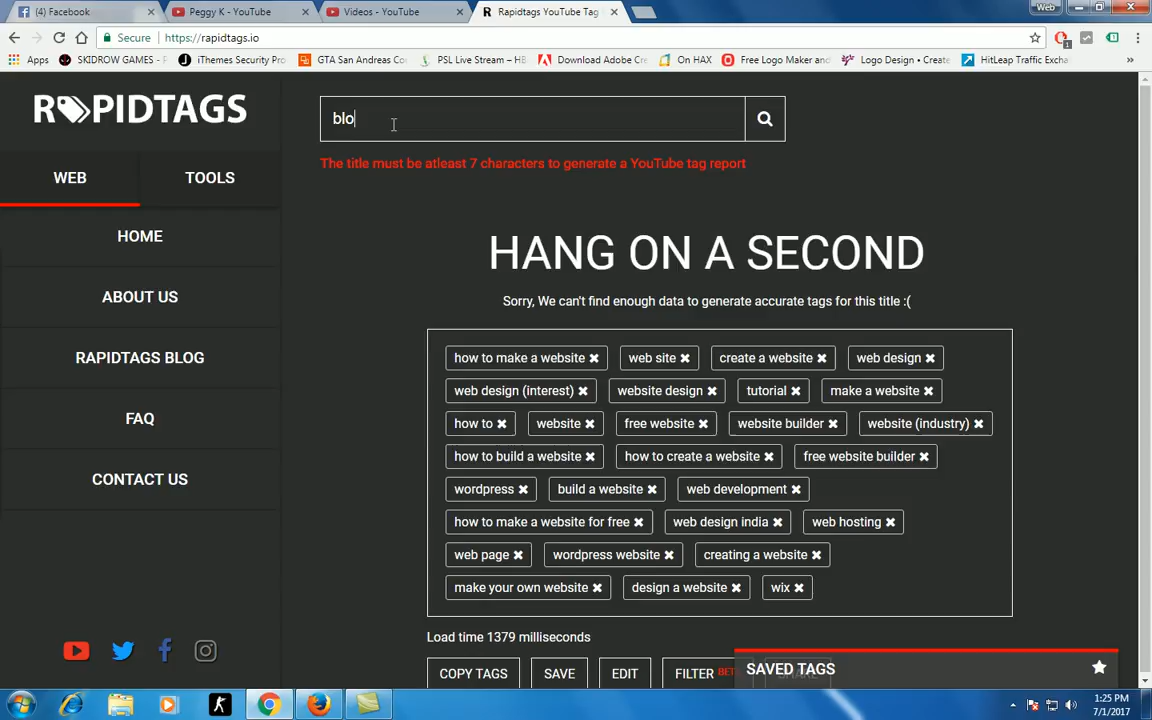 (4) Facebook
Peggy K - YouTube
Videos - YouTube
Rapidtags YouTube Tag
Web
Secure
https://rapidtags.io
1
Apps
SKIDROW GAMES - F
iThemes Security Pro
GTA San Andreas Co
PSL Live Stream – HB
Download Adobe Cre
On HAX
Free Logo Maker and
Logo Design • Create
HitLeap Traffic Excha
RAPIDTAGS
WEB
TOOLS
HOME
ABOUT US
RAPIDTAGS BLOG
FAQ
CONTACT US
blo
The title must be atleast 7 characters to generate a YouTube tag report
HANG ON A SECOND
Sorry, We can't find enough data to generate accurate tags for this title :(
how to make a website
web site
create a website
web design
web design (interest)
website design
tutorial
make a website
how to
website
free website
website builder
website (industry)
how to build a website
how to create a website
free website builder
wordpress
build a website
web development
how to make a website for free
web design india
web hosting
web page
wordpress website
creating a website
make your own website
design a website
wix
Load time 1379 milliseconds
COPY TAGS
SAVE
EDIT
FILTER BETA
SAVED TAGS
1:25 PM
7/1/2017